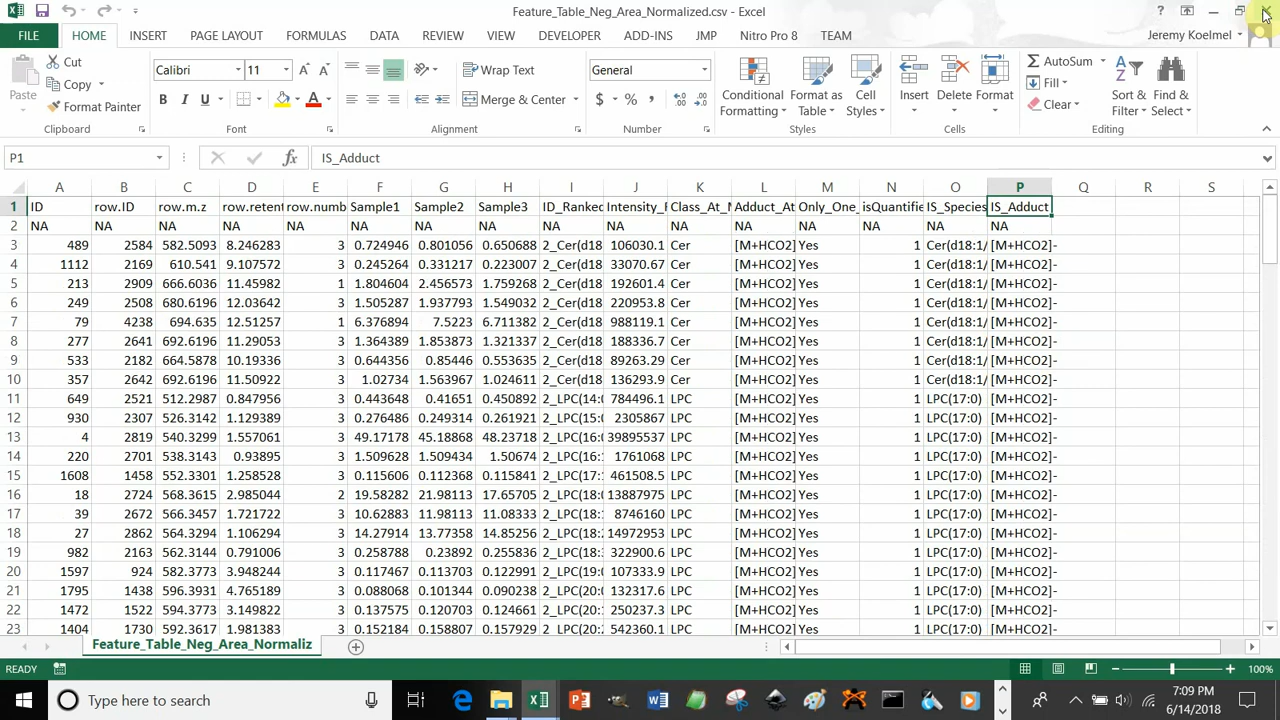 Feature_Table_Neg_Area_Normalized.csv - Excel
FILE HOME INSERT PAGE LAYOUT FORMULAS DATA REVIEW VIEW DEVELOPER ADD-INS JMP Nitro Pro 8 TEAM Jeremy Koelmel
Paste Cut Copy Format Painter Clipboard
Calibri 11 B I U A Font
Wrap Text Merge & Center Alignment
General $ % , Number
Conditional Formatting Format as Table Cell Styles Styles
Insert Delete Format Cells
AutoSum Fill Clear Sort & Filter Find & Select Editing
P1 fx IS_Adduct
A B C D E F G H I J K L M N O P Q R S
1 ID row.ID row.m.z row.retent row.numb Sample1 Sample2 Sample3 ID_Ranked Intensity_ Class_At_ Adduct_At Only_One_ isQuantifie IS_Species IS_Adduct
2 NA NA NA NA NA NA NA NA NA NA NA NA NA NA NA NA
3 489 2584 582.5093 8.246283 3 0.724946 0.801056 0.650688 2_Cer(d18 106030.1 Cer [M+HCO2] Yes 1 Cer(d18:1/ [M+HCO2]-
4 1112 2169 610.541 9.107572 3 0.245264 0.331217 0.223007 2_Cer(d18 33070.67 Cer [M+HCO2] Yes 1 Cer(d18:1/ [M+HCO2]-
5 213 2909 666.6036 11.45982 1 1.804604 2.456573 1.759268 2_Cer(d18 192601.4 Cer [M+HCO2] Yes 1 Cer(d18:1/ [M+HCO2]-
6 249 2508 680.6196 12.03642 3 1.505287 1.937793 1.549032 2_Cer(d18 220953.8 Cer [M+HCO2] Yes 1 Cer(d18:1/ [M+HCO2]-
7 79 4238 694.635 12.51257 1 6.376894 7.5223 6.711382 2_Cer(d18 988119.1 Cer [M+HCO2] Yes 1 Cer(d18:1/ [M+HCO2]-
8 277 2641 692.6196 11.29053 3 1.364389 1.853873 1.321337 2_Cer(d18 188336.7 Cer [M+HCO2] Yes 1 Cer(d18:1/ [M+HCO2]-
9 533 2182 664.5878 10.19336 3 0.644356 0.85446 0.553635 2_Cer(d18 89263.29 Cer [M+HCO2] Yes 1 Cer(d18:1/ [M+HCO2]-
10 357 2642 692.6196 11.50922 3 1.02734 1.563967 1.024611 2_Cer(d18 136293.9 Cer [M+HCO2] Yes 1 Cer(d18:1/ [M+HCO2]-
11 649 2521 512.2987 0.847956 3 0.443648 0.41651 0.450892 2_LPC(14: 784496.1 LPC [M+HCO2] Yes 1 LPC(17:0) [M+HCO2]-
12 930 2307 526.3142 1.129389 3 0.276486 0.249314 0.261921 2_LPC(15: 2305867 LPC [M+HCO2] Yes 1 LPC(17:0) [M+HCO2]-
13 4 2819 540.3299 1.557061 3 49.17178 45.18868 48.23718 2_LPC(16: 39895537 LPC [M+HCO2] Yes 1 LPC(17:0) [M+HCO2]-
14 220 2701 538.3143 0.93895 3 1.509628 1.509434 1.50674 2_LPC(16: 1761068 LPC [M+HCO2] Yes 1 LPC(17:0) [M+HCO2]-
15 1608 1458 552.3301 1.258528 3 0.115606 0.112368 0.115841 2_LPC(17: 461508.5 LPC [M+HCO2] Yes 1 LPC(17:0) [M+HCO2]-
16 18 2724 568.3615 2.985044 2 19.58282 21.98113 17.65705 2_LPC(18: 13887975 LPC [M+HCO2] Yes 1 LPC(17:0) [M+HCO2]-
17 39 2672 566.3457 1.721722 3 10.62883 11.98113 11.08333 2_LPC(18: 8746160 LPC [M+HCO2] Yes 1 LPC(17:0) [M+HCO2]-
18 27 2862 564.3294 1.106294 3 14.27914 13.77358 14.85256 2_LPC(18: 14972953 LPC [M+HCO2] Yes 1 LPC(17:0) [M+HCO2]-
19 982 2163 562.3144 0.791006 3 0.258788 0.23892 0.255836 2_LPC(18: 322900.6 LPC [M+HCO2] Yes 1 LPC(17:0) [M+HCO2]-
20 1597 924 582.3773 3.948244 3 0.117467 0.113703 0.122991 2_LPC(19: 107333.9 LPC [M+HCO2] Yes 1 LPC(17:0) [M+HCO2]-
21 1795 1438 596.3931 4.765189 3 0.088068 0.101344 0.090238 2_LPC(20: 132317.6 LPC [M+HCO2] Yes 1 LPC(17:0) [M+HCO2]-
22 1472 1522 594.3773 3.149822 3 0.137575 0.120703 0.124661 2_LPC(20: 250237.3 LPC [M+HCO2] Yes 1 LPC(17:0) [M+HCO2]-
23 1404 1730 592.3617 1.981383 3 0.152184 0.158807 0.157929 2_LPC(20: 542360.1 LPC [M+HCO2] Yes 1 LPC(17:0) [M+HCO2]-
Feature_Table_Neg_Area_Normaliz
READY 100%
Type here to search 7:09 PM
6/14/2018